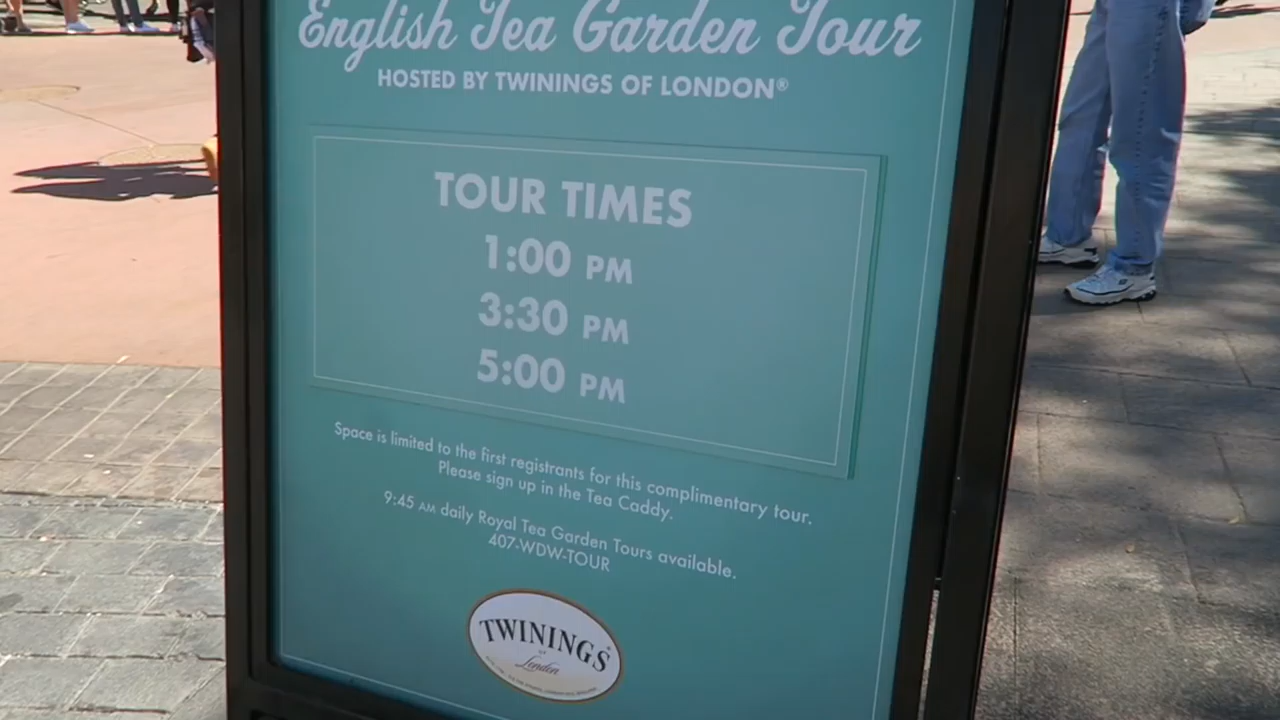 English Tea Garden Tour
HOSTED BY TWININGS OF LONDON®
TOUR TIMES
1:00 PM
3:30 PM
5:00 PM
Space is limited to the first registrants for this complimentary tour.
Please sign up in the Tea Caddy.
9:45 AM daily Royal Tea Garden Tours available.
407-WDW-TOUR
TWININGS
OF
London